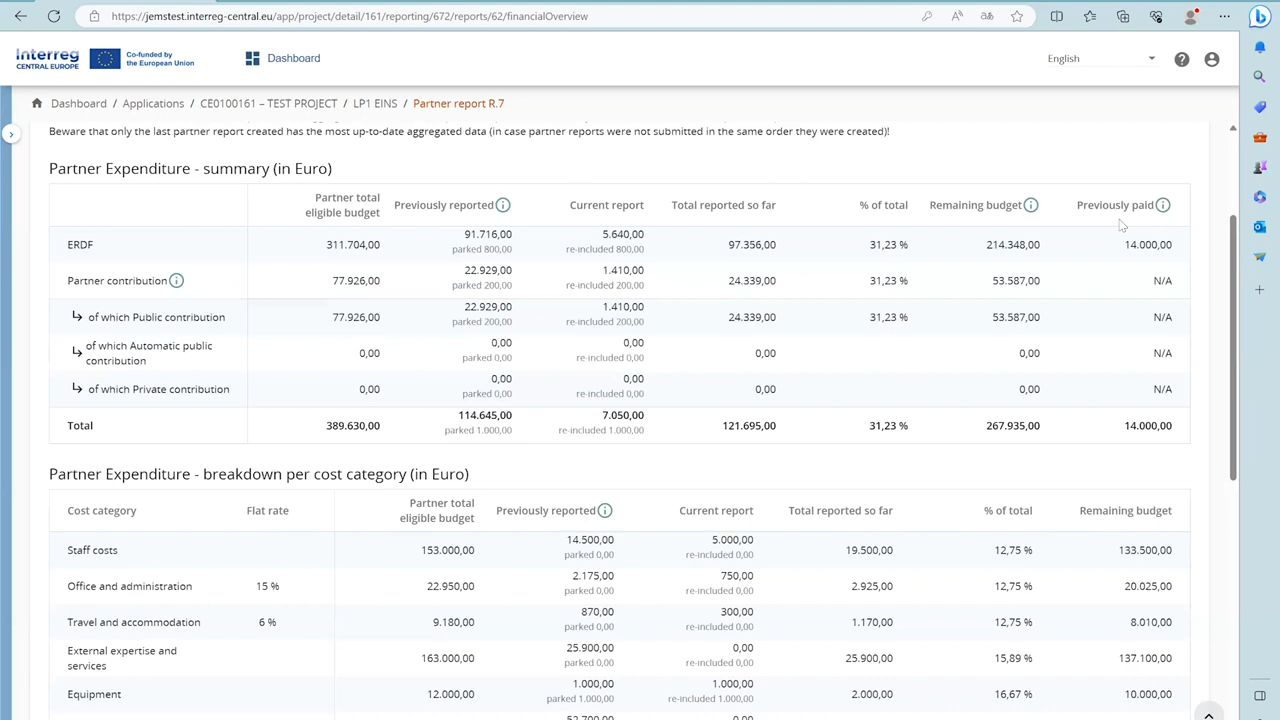 https://jemstest.interreg-central.eu/app/project/detail/161/reporting/672/reports/62/financialOverview
Interreg
CENTRAL EUROPE
Co-funded by
the European Union
Dashboard
English
Dashboard / Applications / CE0100161 – TEST PROJECT / LP1 EINS / Partner report R.7
Beware that only the last partner report created has the most up-to-date aggregated data (in case partner reports were not submitted in the same order they were created)!
Partner Expenditure - summary (in Euro)
Partner total eligible budget Previously reported Current report Total reported so far % of total Remaining budget Previously paid
ERDF 311.704,00 91.716,00 5.640,00 97.356,00 31,23 % 214.348,00 14.000,00
parked 800,00 re-included 800,00
Partner contribution 77.926,00 22.929,00 1.410,00 24.339,00 31,23 % 53.587,00 N/A
parked 200,00 re-included 200,00
of which Public contribution 77.926,00 22.929,00 1.410,00 24.339,00 31,23 % 53.587,00 N/A
parked 200,00 re-included 200,00
of which Automatic public contribution 0,00 0,00 0,00 0,00 0,00 N/A
parked 0,00 re-included 0,00
of which Private contribution 0,00 0,00 0,00 0,00 0,00 N/A
parked 0,00 re-included 0,00
Total 389.630,00 114.645,00 7.050,00 121.695,00 31,23 % 267.935,00 14.000,00
parked 1.000,00 re-included 1.000,00
Partner Expenditure - breakdown per cost category (in Euro)
Cost category Flat rate Partner total eligible budget Previously reported Current report Total reported so far % of total Remaining budget
Staff costs 153.000,00 14.500,00 5.000,00 19.500,00 12,75 % 133.500,00
parked 0,00 re-included 0,00
Office and administration 15 % 22.950,00 2.175,00 750,00 2.925,00 12,75 % 20.025,00
parked 0,00 re-included 0,00
Travel and accommodation 6 % 9.180,00 870,00 300,00 1.170,00 12,75 % 8.010,00
parked 0,00 re-included 0,00
External expertise and services 163.000,00 25.900,00 0,00 25.900,00 15,89 % 137.100,00
parked 0,00 re-included 0,00
Equipment 12.000,00 1.000,00 1.000,00 2.000,00 16,67 % 10.000,00
parked 1.000,00 re-included 1.000,00